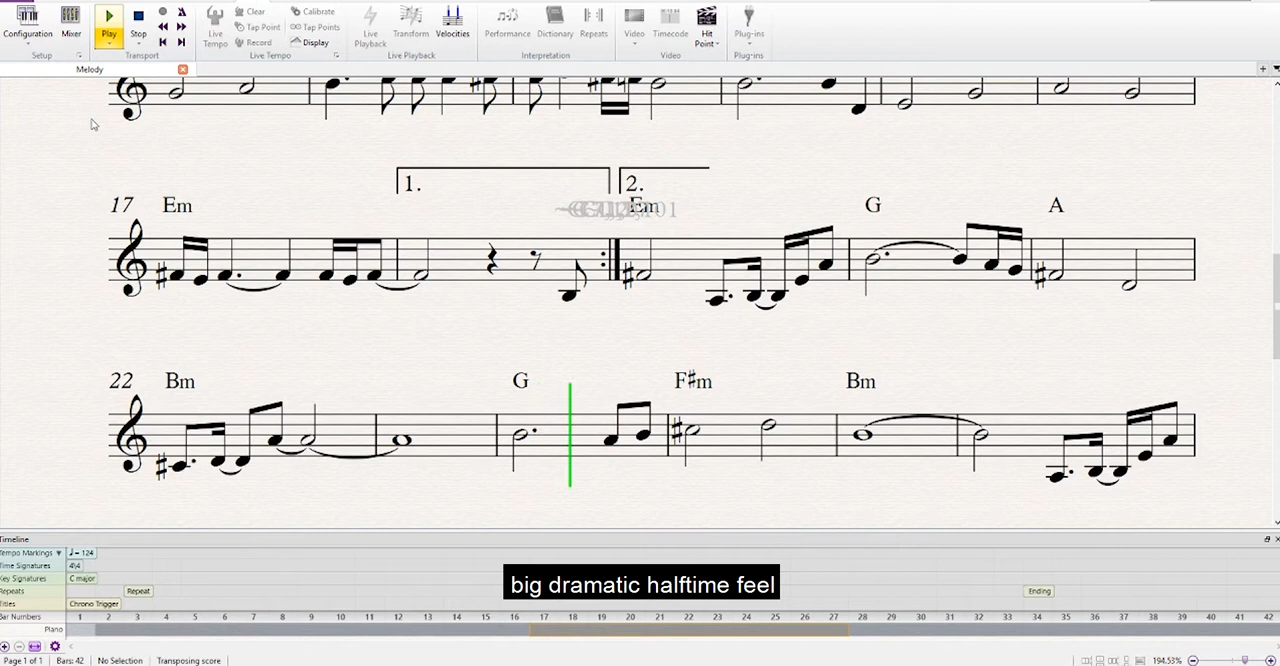 Configuration Mixer Play Stop Live Tempo Clear Tap Point Record Calibrate Tap Points Display Live Playback Transform Velocities Performance Dictionary Repeats Video Timecode Hit Point Plug-ins
Setup Transport Live Tempo Live Playback Interpretation Video Plug-ins
Melody
1. 2.
17 Em Em G A
22 Bm G F♯m Bm
Timeline
Tempo Markings ♩ = 124
Time Signatures 4\4
Key Signatures C major
Repeats Repeat Ending
Titles Chrono Trigger
Bar Numbers 1 2 3 4 5 6 7 8 9 10 11 12 13 14 15 16 17 18 19 20 21 22 23 24 25 26 27 28 29 30 31 32 33 34 35 36 37 38 39 40 41 42
Piano
big dramatic halftime feel
Page 1 of 1 Bars: 42 No Selection Transposing score 194.53%